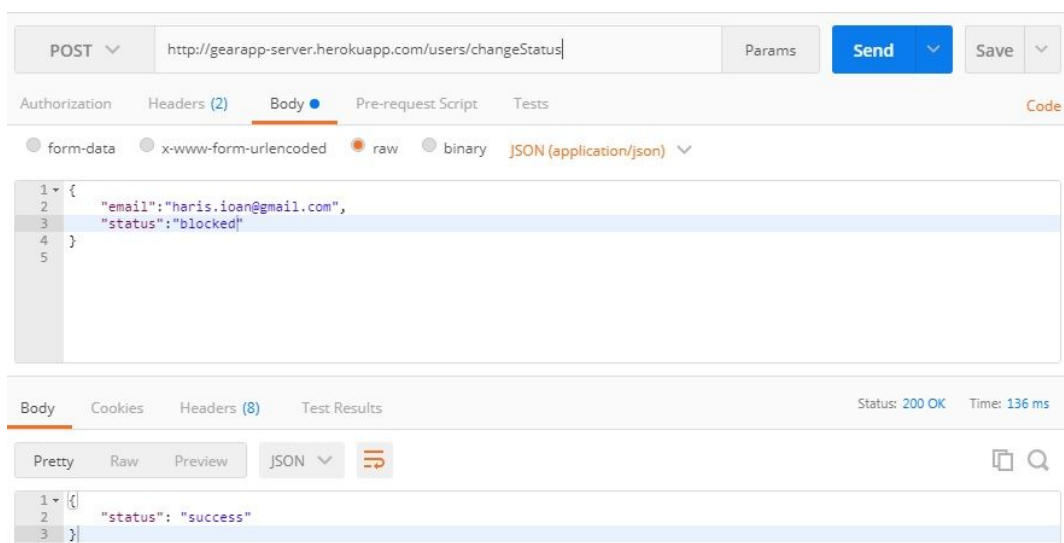 POST http://gearapp-server.herokuapp.com/users/changeStatus Params Send Save
Authorization Headers (2) Body Pre-request Script Tests Code
form-data x-www-form-urlencoded raw binary JSON (application/json)
1 {
2 "email":"haris.ioan@gmail.com",
3 "status":"blocked"
4 }
5
Body Cookies Headers (8) Test Results Status: 200 OK Time: 136 ms
Pretty Raw Preview JSON
1 {
2 "status": "success"
3 }